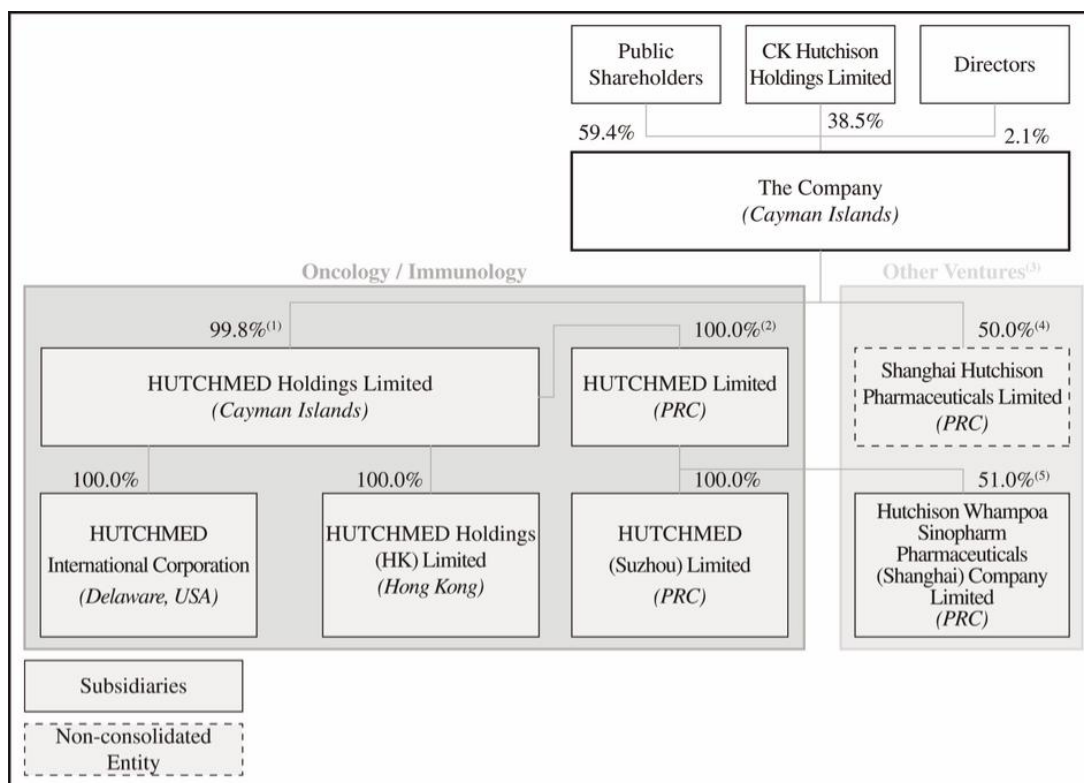 Public
Shareholders
CK Hutchison
Holdings Limited
Directors
59.4%
38.5%
2.1%
The Company
(Cayman Islands)
Oncology / Immunology
Other Ventures(3)
99.8%(1)
100.0%(2)
50.0%(4)
HUTCHMED Holdings Limited
(Cayman Islands)
HUTCHMED Limited
(PRC)
Shanghai Hutchison
Pharmaceuticals Limited
(PRC)
100.0%
100.0%
100.0%
51.0%(5)
HUTCHMED
International Corporation
(Delaware, USA)
HUTCHMED Holdings
(HK) Limited
(Hong Kong)
HUTCHMED
(Suzhou) Limited
(PRC)
Hutchison Whampoa
Sinopharm
Pharmaceuticals
(Shanghai) Company
Limited
(PRC)
Subsidiaries
Non-consolidated
Entity